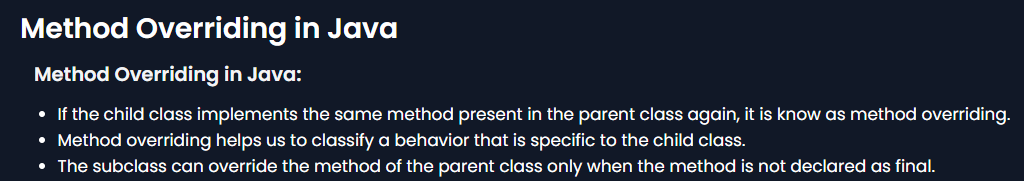 Method Overriding in Java
Method Overriding in Java:
• If the child class implements the same method present in the parent class again, it is know as method overriding.
• Method overriding helps us to classify a behavior that is specific to the child class.
• The subclass can override the method of the parent class only when the method is not declared as final.